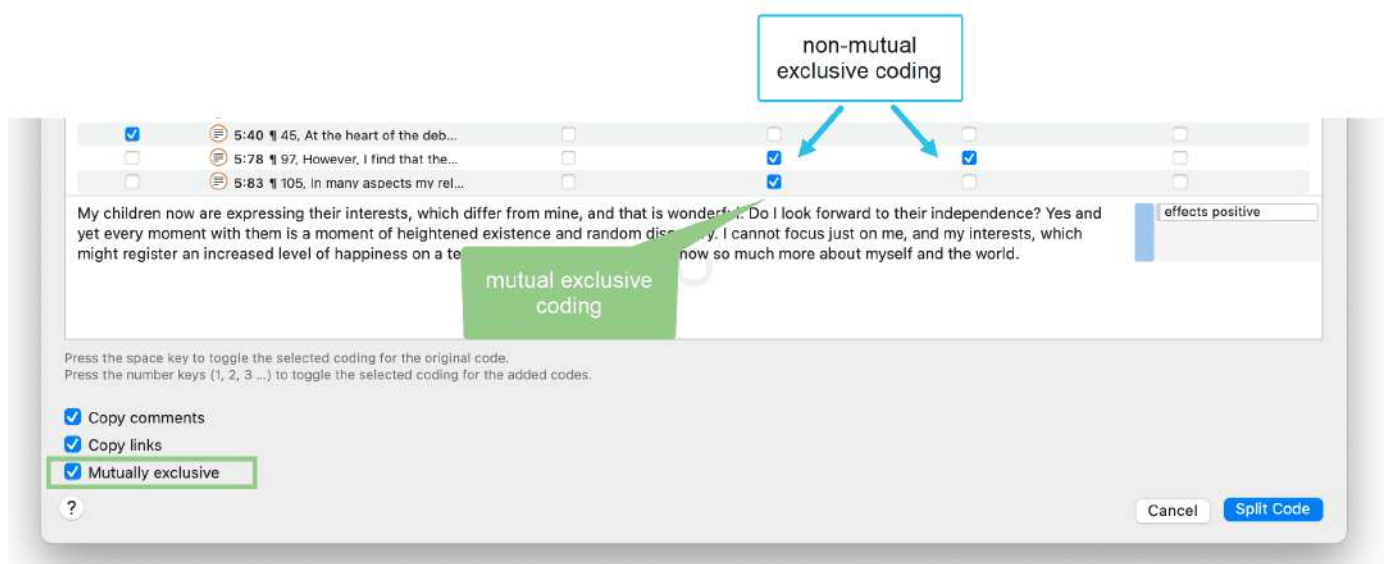 non-mutual
exclusive coding
5:40 ¶ 45, At the heart of the deb...
5:78 ¶ 97, However, I find that the...
5:83 ¶ 105, In many aspects my rel...
My children now are expressing their interests, which differ from mine, and that is wonderful. Do I look forward to their independence? Yes and
yet every moment with them is a moment of heightened existence and random discovery. I cannot focus just on me, and my interests, which
might register an increased level of happiness on a now so much more about myself and the world.
effects positive
mutual exclusive
coding
Press the space key to toggle the selected coding for the original code.
Press the number keys (1, 2, 3 ...) to toggle the selected coding for the added codes.
Copy comments
Copy links
Mutually exclusive
?
Cancel
Split Code